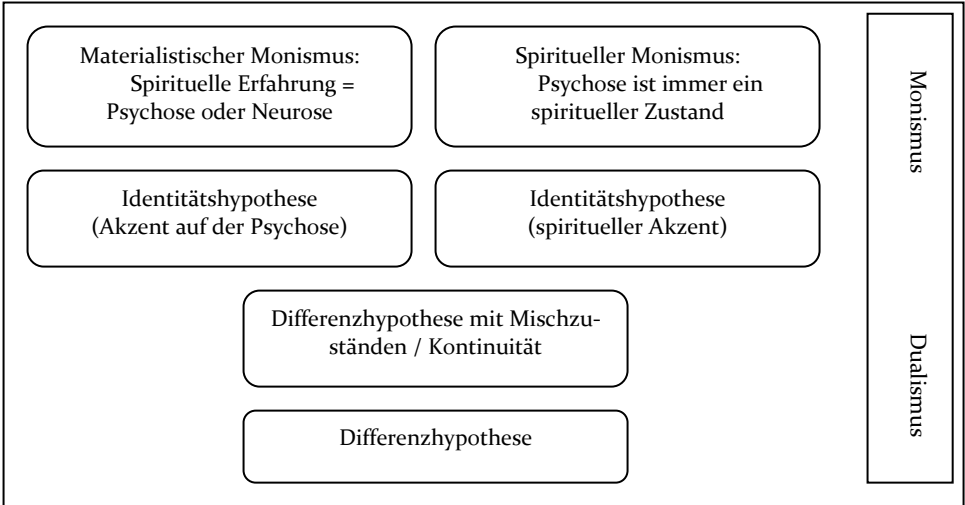 Materialistischer Monismus:
Spirituelle Erfahrung =
Psychose oder Neurose
Spiritueller Monismus:
Psychose ist immer ein
spiritueller Zustand
Identitätshypothese
(Akzent auf der Psychose)
Identitätshypothese
(spiritueller Akzent)
Differenzhypothese mit Mischzu-
ständen / Kontinuität
Differenzhypothese
Monismus
Dualismus